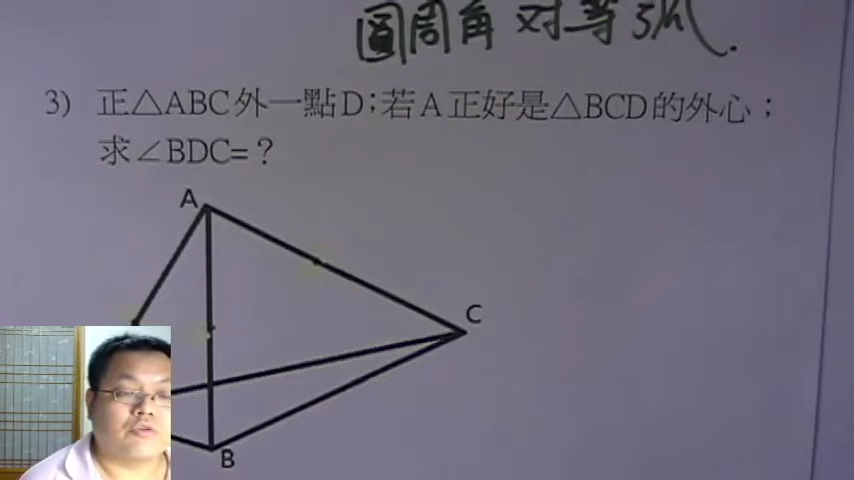 圓周角 对等弧.
3) 正△ABC外一點D;若A正好是△BCD的外心；
求∠BDC=？
A
C
B